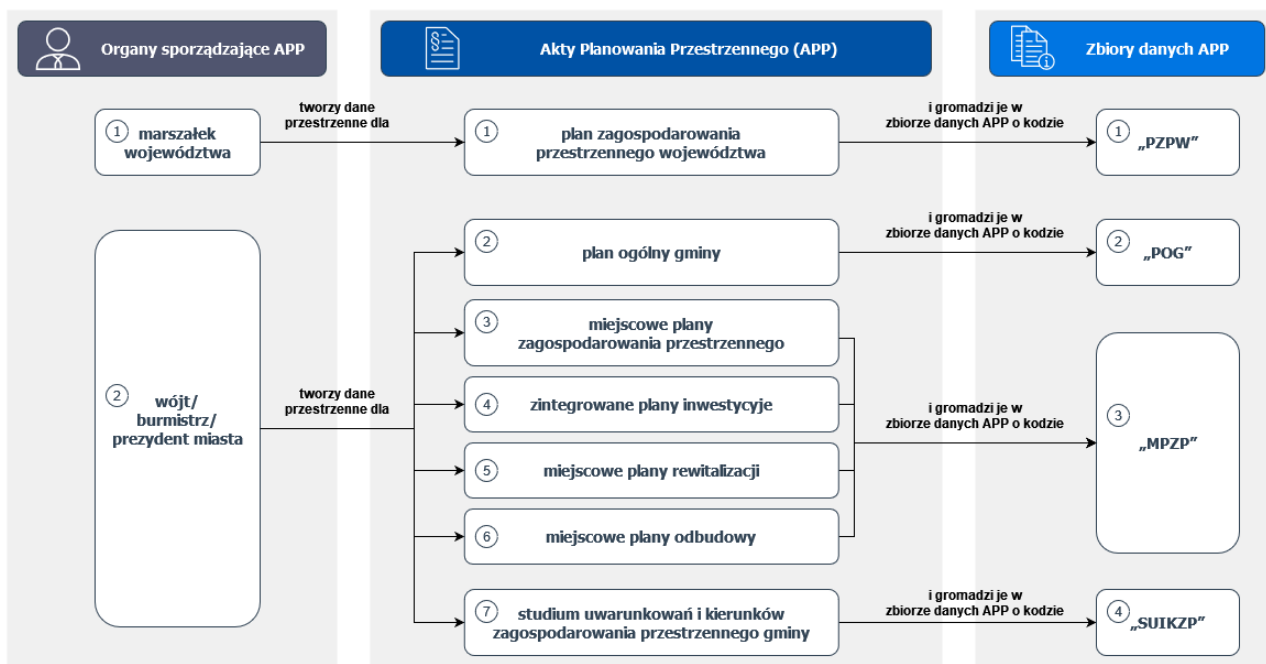 Organy sporządzające APP
§
Akty Planowania Przestrzennego (APP)
Zbiory danych APP
1 marszałek
województwa
tworzy dane
przestrzenne dla
1 plan zagospodarowania
przestrzennego województwa
i gromadzi je w
zbiorze danych APP o kodzie
1 „PZPW”
2 wójt/
burmistrz/
prezydent miasta
tworzy dane
przestrzenne dla
2 plan ogólny gminy
i gromadzi je w
zbiorze danych APP o kodzie
2 „POG”
3 miejscowe plany
zagospodarowania przestrzennego
4 zintegrowane plany inwestycyje
5 miejscowe plany rewitalizacji
6 miejscowe plany odbudowy
i gromadzi je w
zbiorze danych APP o kodzie
3 „MPZP”
7 studium uwarunkowań i kierunków
zagospodarowania przestrzennego gminy
i gromadzi je w
zbiorze danych APP o kodzie
4 „SUIKZP”